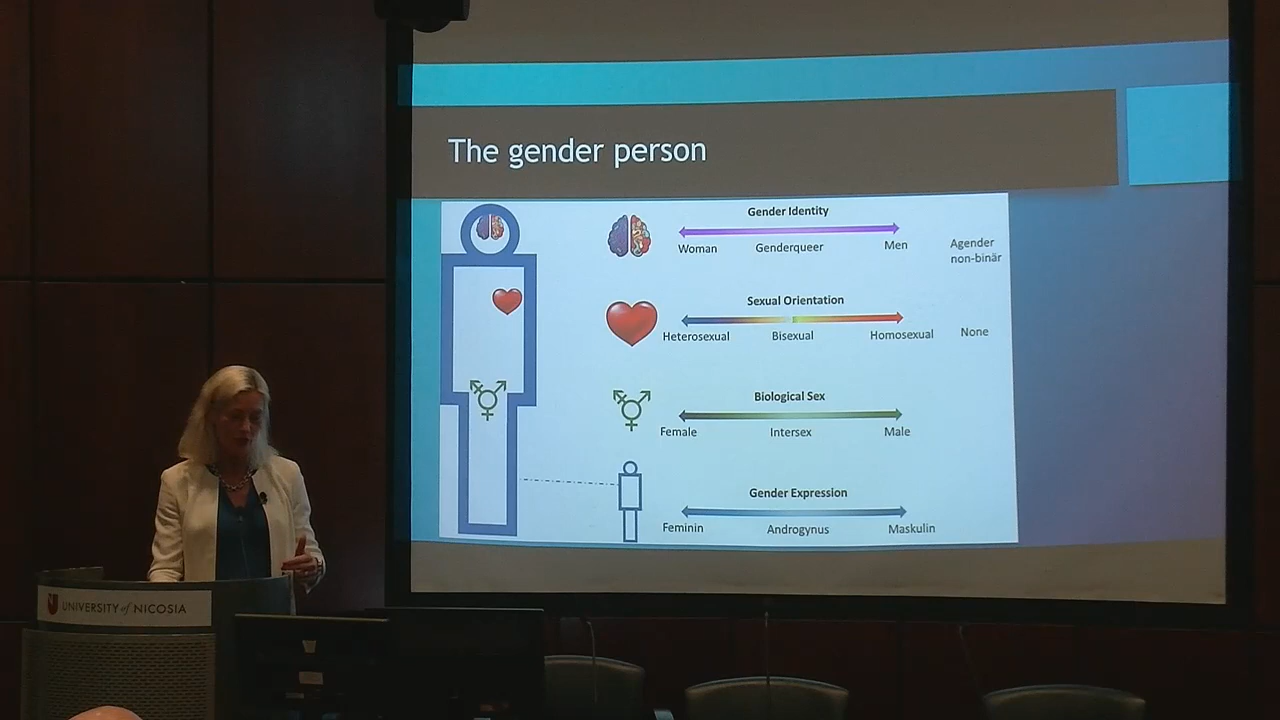 The gender person
Gender Identity
Woman Genderqueer Men Agender
non-binär
Sexual Orientation
Heterosexual Bisexual Homosexual None
Biological Sex
Female Intersex Male
Gender Expression
Feminin Androgynus Maskulin
UNIVERSITY of NICOSIA